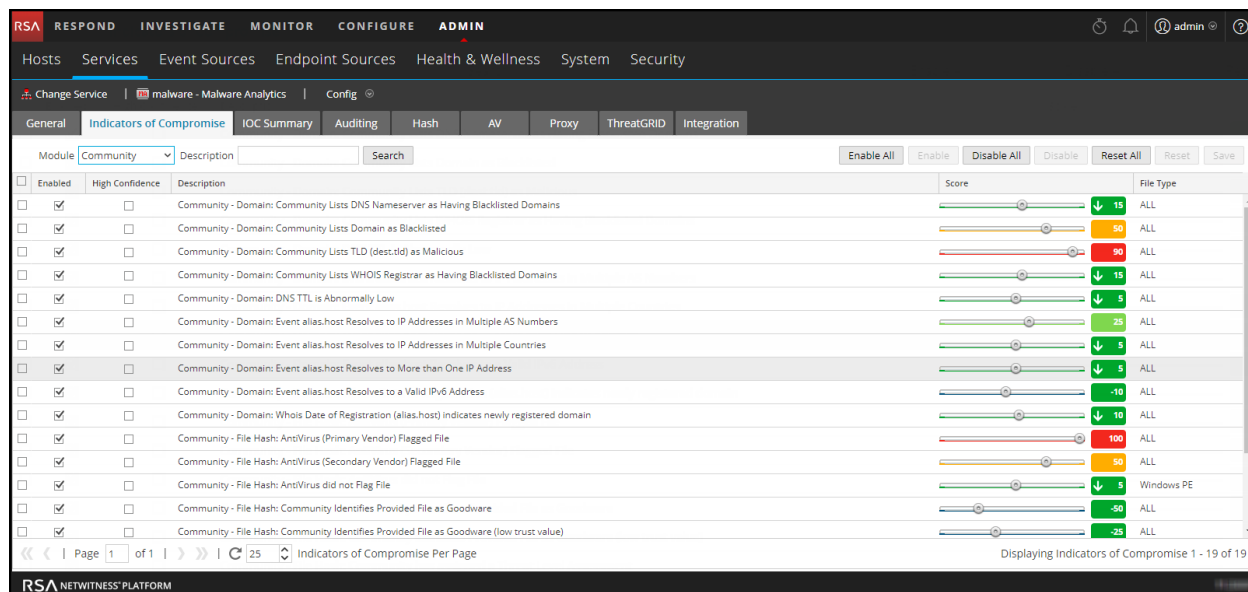 RSA RESPOND INVESTIGATE MONITOR CONFIGURE ADMIN admin ?
Hosts Services Event Sources Endpoint Sources Health & Wellness System Security
Change Service | malware - Malware Analytics | Config
General Indicators of Compromise IOC Summary Auditing Hash AV Proxy ThreatGRID Integration
Module Community Description Search Enable All Enable Disable All Disable Reset All Reset Save
Enabled High Confidence Description Score File Type
Community - Domain: Community Lists DNS Nameserver as Having Blacklisted Domains 15 ALL
Community - Domain: Community Lists Domain as Blacklisted 50 ALL
Community - Domain: Community Lists TLD (dest.tld) as Malicious 90 ALL
Community - Domain: Community Lists WHOIS Registrar as Having Blacklisted Domains 15 ALL
Community - Domain: DNS TTL is Abnormally Low 5 ALL
Community - Domain: Event alias.host Resolves to IP Addresses in Multiple AS Numbers 25 ALL
Community - Domain: Event alias.host Resolves to IP Addresses in Multiple Countries 5 ALL
Community - Domain: Event alias.host Resolves to More than One IP Address 5 ALL
Community - Domain: Event alias.host Resolves to a Valid IPv6 Address -10 ALL
Community - Domain: Whois Date of Registration (alias.host) indicates newly registered domain 10 ALL
Community - File Hash: AntiVirus (Primary Vendor) Flagged File 100 ALL
Community - File Hash: AntiVirus (Secondary Vendor) Flagged File 50 ALL
Community - File Hash: AntiVirus did not Flag File 5 Windows PE
Community - File Hash: Community Identifies Provided File as Goodware -50 ALL
Community - File Hash: Community Identifies Provided File as Goodware (low trust value) -25 ALL
Page 1 of 1 | 25 Indicators of Compromise Per Page Displaying Indicators of Compromise 1 - 19 of 19
RSA NETWITNESS® PLATFORM